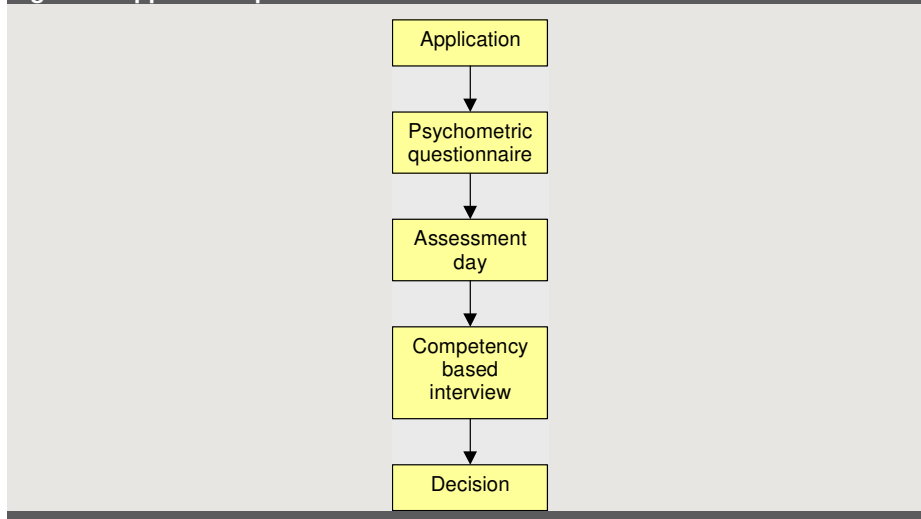 Application
Psychometric
questionnaire
Assessment
day
Competency
based
interview
Decision